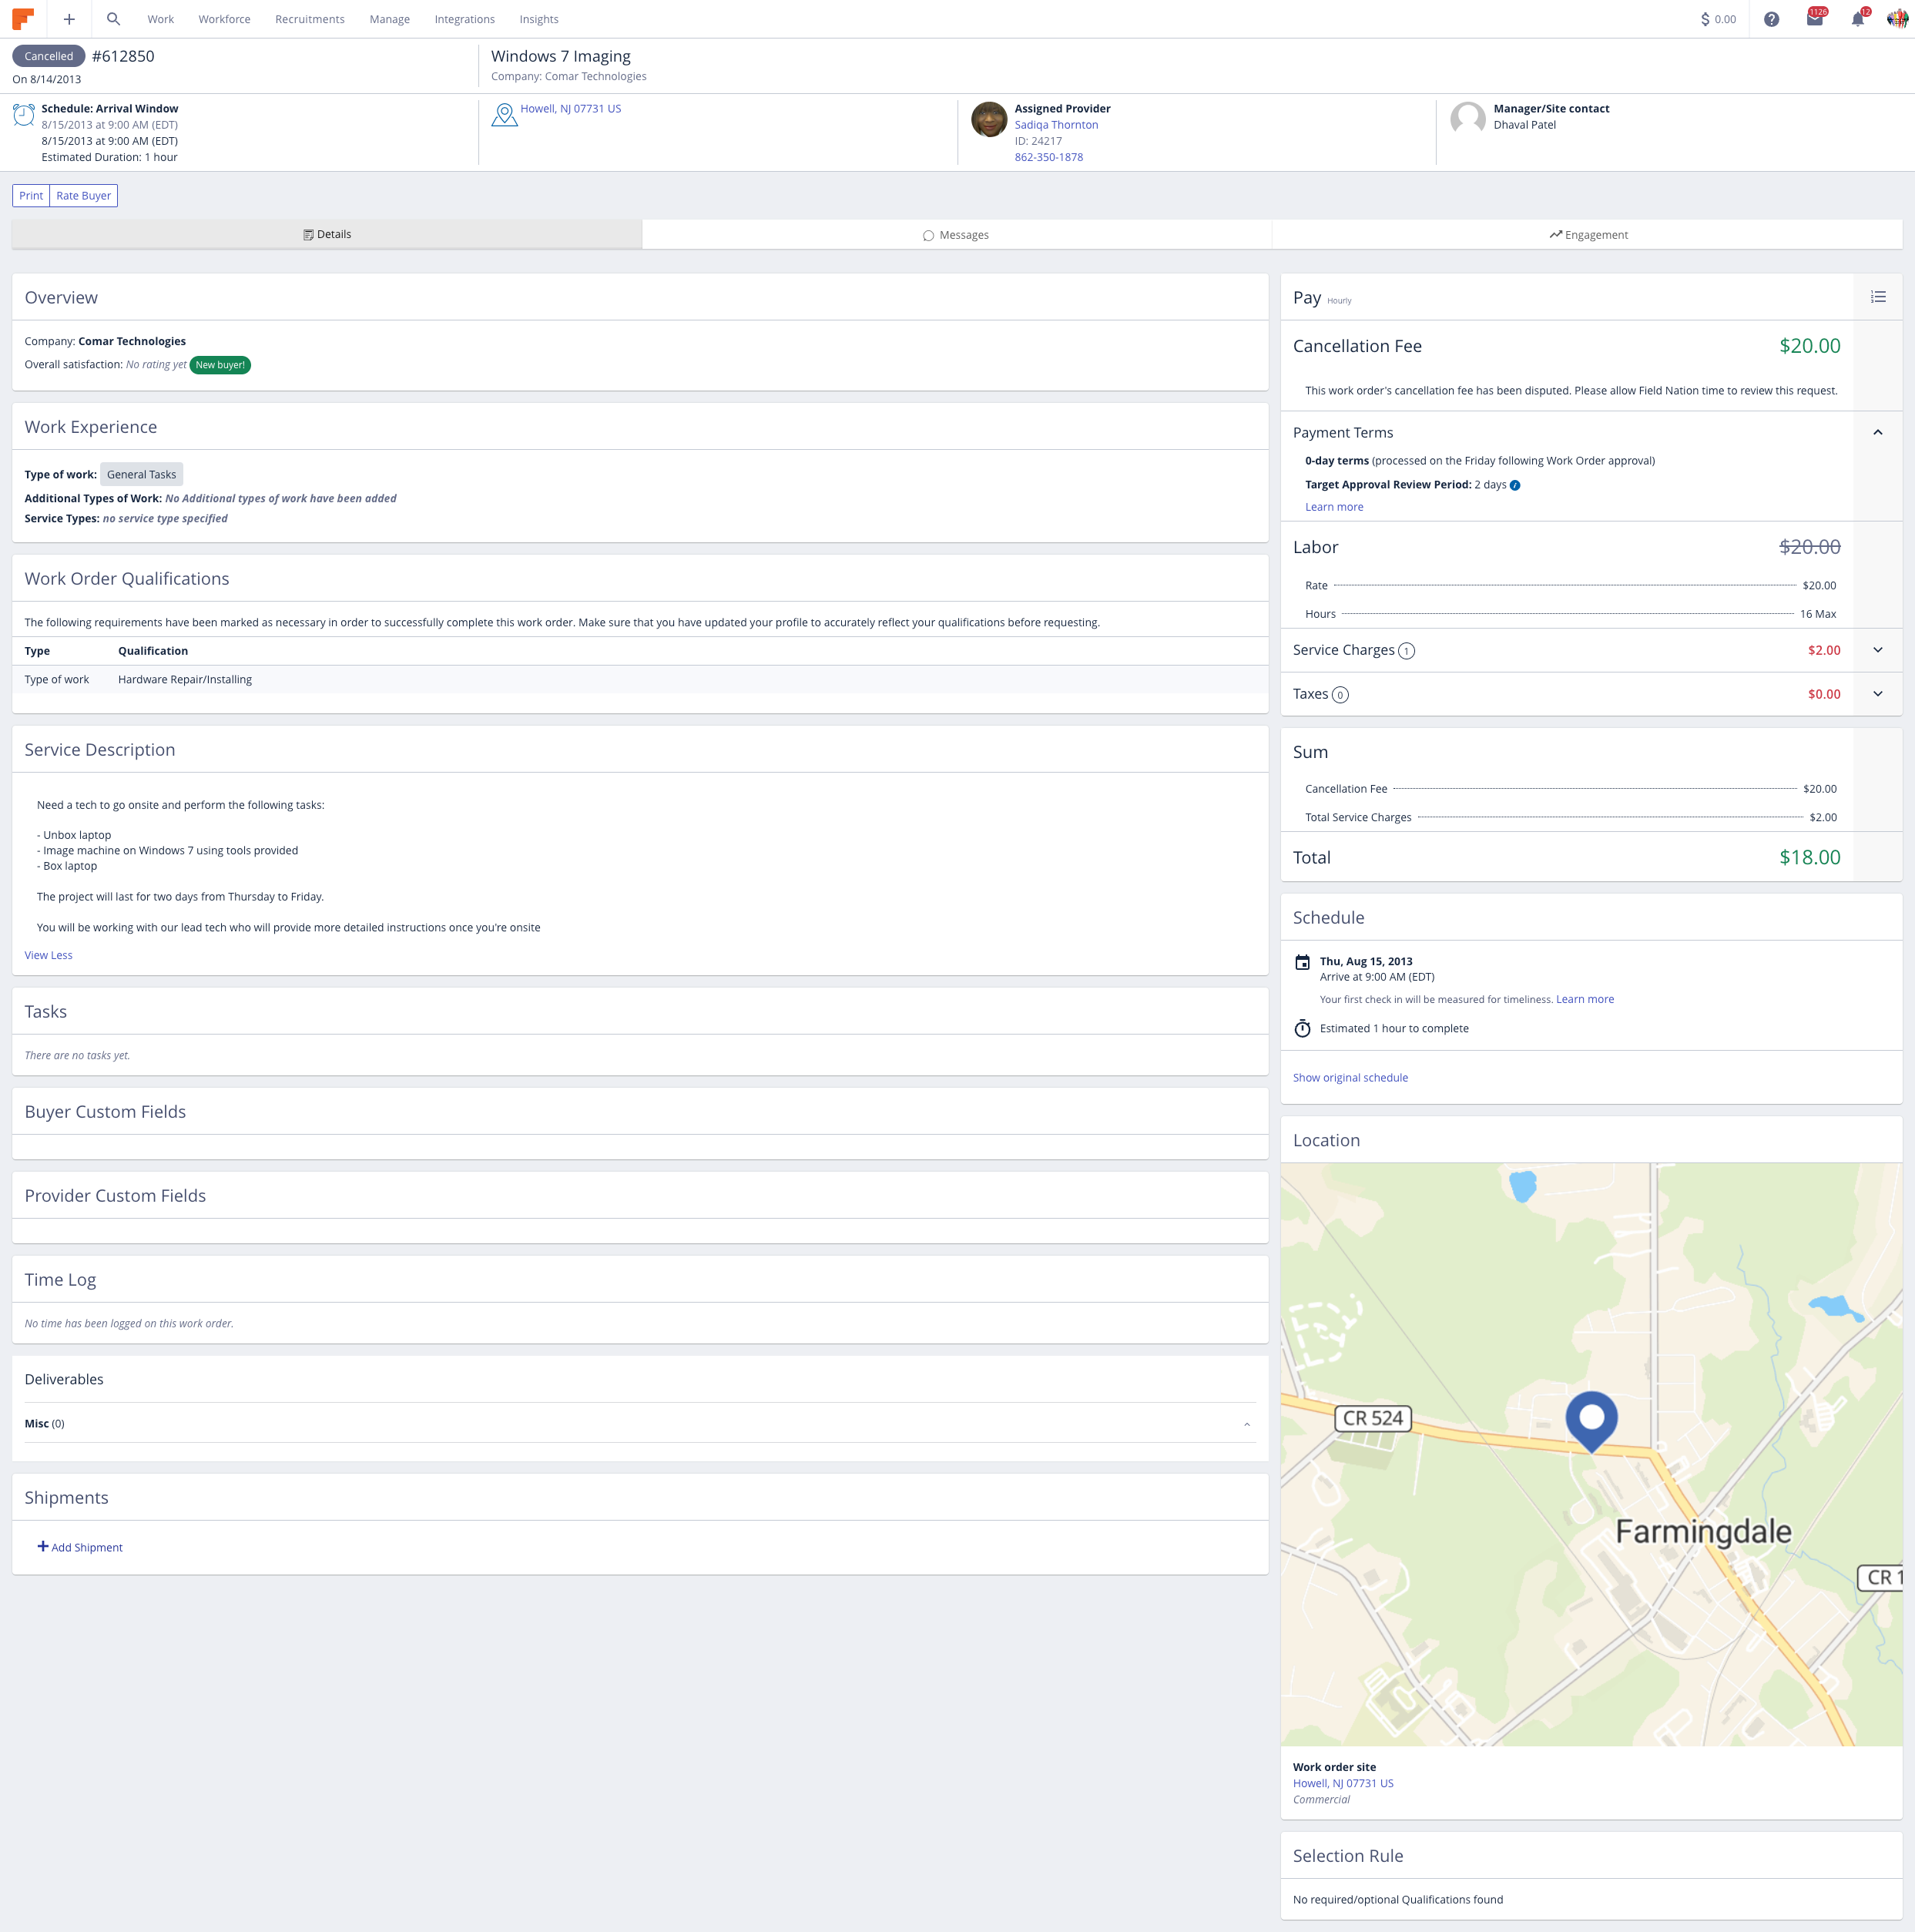 Work Workforce Recruitments Manage Integrations Insights
$ 0.00
1126
12
Cancelled #612850
On 8/14/2013
Windows 7 Imaging
Company: Comar Technologies
Schedule: Arrival Window
8/15/2013 at 9:00 AM (EDT)
8/15/2013 at 9:00 AM (EDT)
Estimated Duration: 1 hour
Howell, NJ 07731 US
Assigned Provider
Sadiqa Thornton
ID: 24217
862-350-1878
Manager/Site contact
Dhaval Patel
Print Rate Buyer
Details
Messages
Engagement
Overview
Company: Comar Technologies
Overall satisfaction: No rating yet New buyer!
Work Experience
Type of work: General Tasks
Additional Types of Work: No Additional types of work have been added
Service Types: no service type specified
Work Order Qualifications
The following requirements have been marked as necessary in order to successfully complete this work order. Make sure that you have updated your profile to accurately reflect your qualifications before requesting.
Type Qualification
Type of work Hardware Repair/Installing
Service Description
Need a tech to go onsite and perform the following tasks:
- Unbox laptop
- Image machine on Windows 7 using tools provided
- Box laptop
The project will last for two days from Thursday to Friday.
You will be working with our lead tech who will provide more detailed instructions once you're onsite
View Less
Tasks
There are no tasks yet.
Buyer Custom Fields
Provider Custom Fields
Time Log
No time has been logged on this work order.
Deliverables
Misc (0)
Shipments
+ Add Shipment
Pay Hourly
Cancellation Fee $20.00
This work order's cancellation fee has been disputed. Please allow Field Nation time to review this request.
Payment Terms
0-day terms (processed on the Friday following Work Order approval)
Target Approval Review Period: 2 days
Learn more
Labor $20.00
Rate $20.00
Hours 16 Max
Service Charges 1 $2.00
Taxes 0 $0.00
Sum
Cancellation Fee $20.00
Total Service Charges $2.00
Total $18.00
Schedule
Thu, Aug 15, 2013
Arrive at 9:00 AM (EDT)
Your first check in will be measured for timeliness. Learn more
Estimated 1 hour to complete
Show original schedule
Location
CR 524
Farmingdale
CR 1
Work order site
Howell, NJ 07731 US
Commercial
Selection Rule
No required/optional Qualifications found